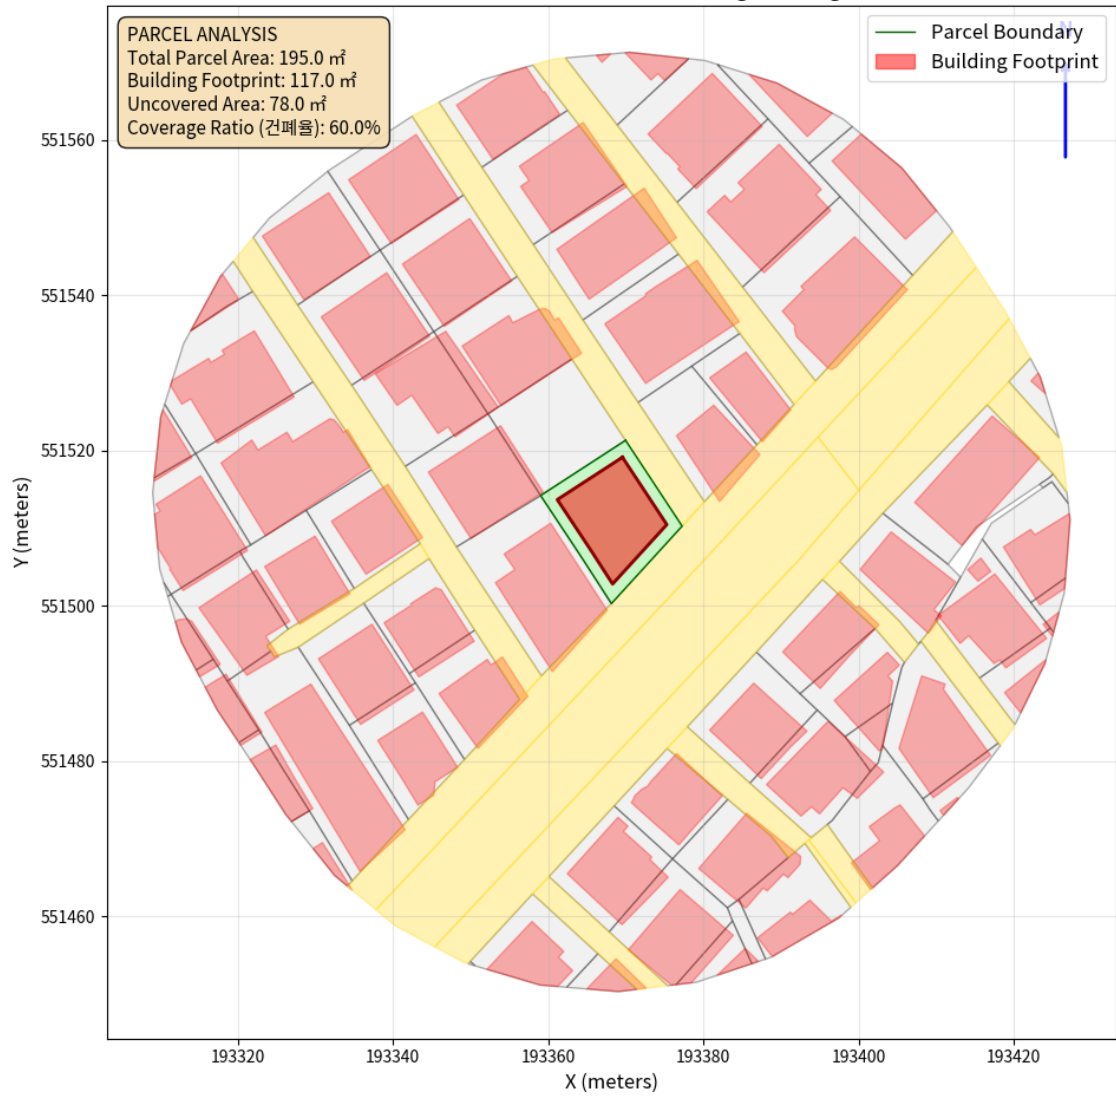 PARCEL ANALYSIS
Total Parcel Area: 195.0 ㎡
Building Footprint: 117.0 ㎡
Uncovered Area: 78.0 ㎡
Coverage Ratio (건폐율): 60.0%
N
Parcel Boundary
Building Footprint
551560
551540
551520
551500
551480
551460
Y (meters)
193320
193340
193360
193380
193400
193420
X (meters)